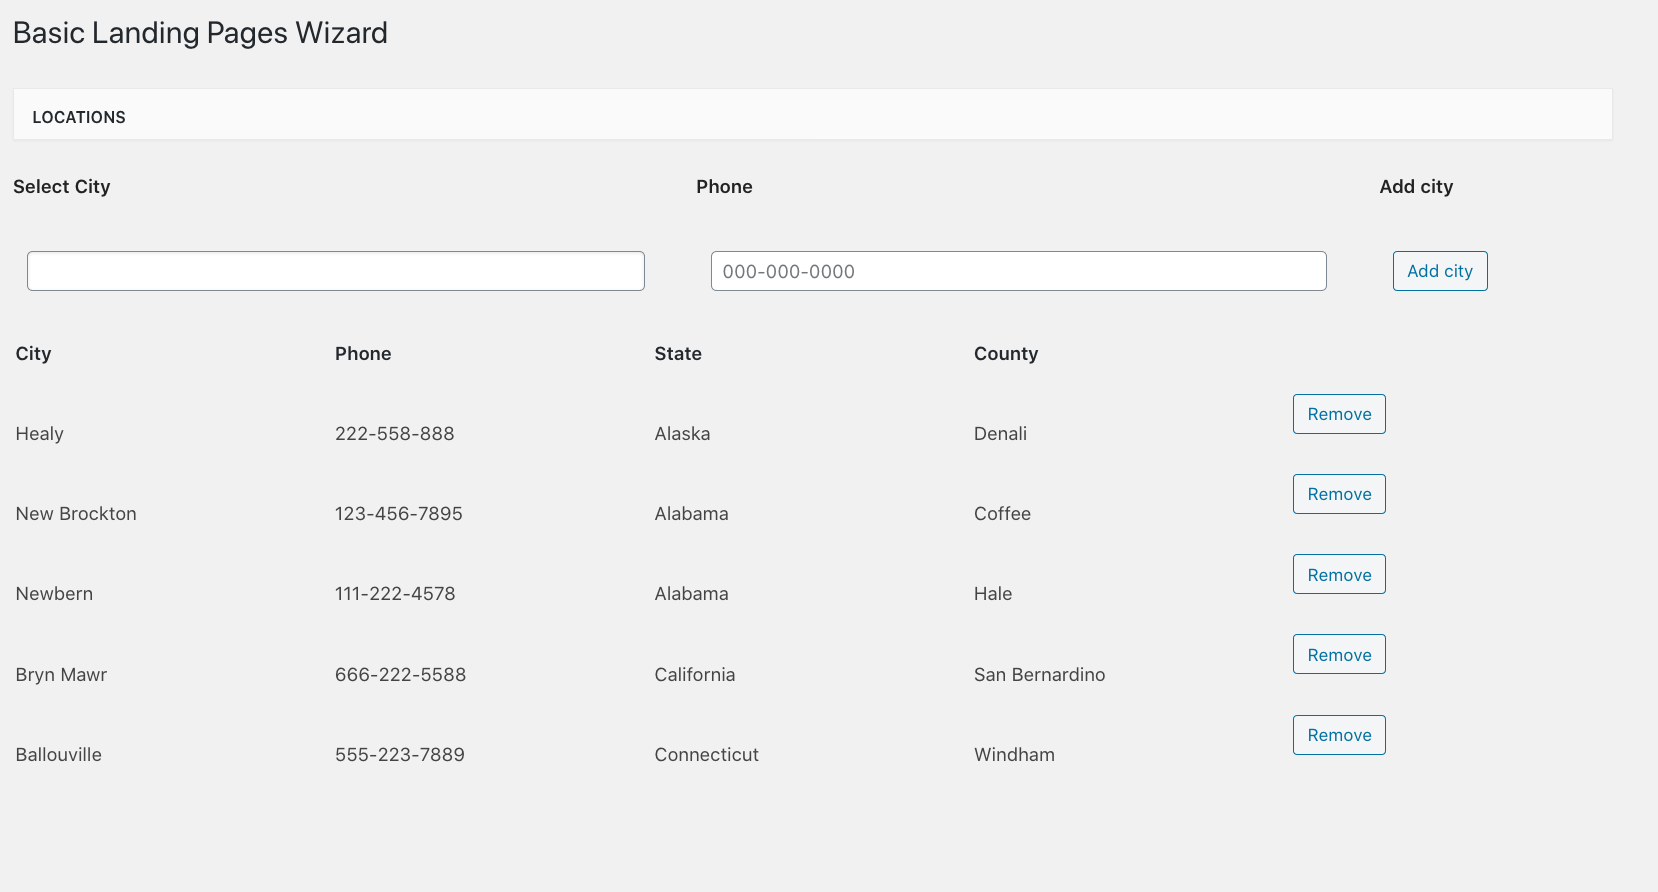 Basic Landing Pages Wizard
LOCATIONS
Select City Phone Add city
000-000-0000 Add city
City Phone State County
Healy 222-558-888 Alaska Denali Remove
New Brockton 123-456-7895 Alabama Coffee Remove
Newbern 111-222-4578 Alabama Hale Remove
Bryn Mawr 666-222-5588 California San Bernardino Remove
Ballouville 555-223-7889 Connecticut Windham Remove